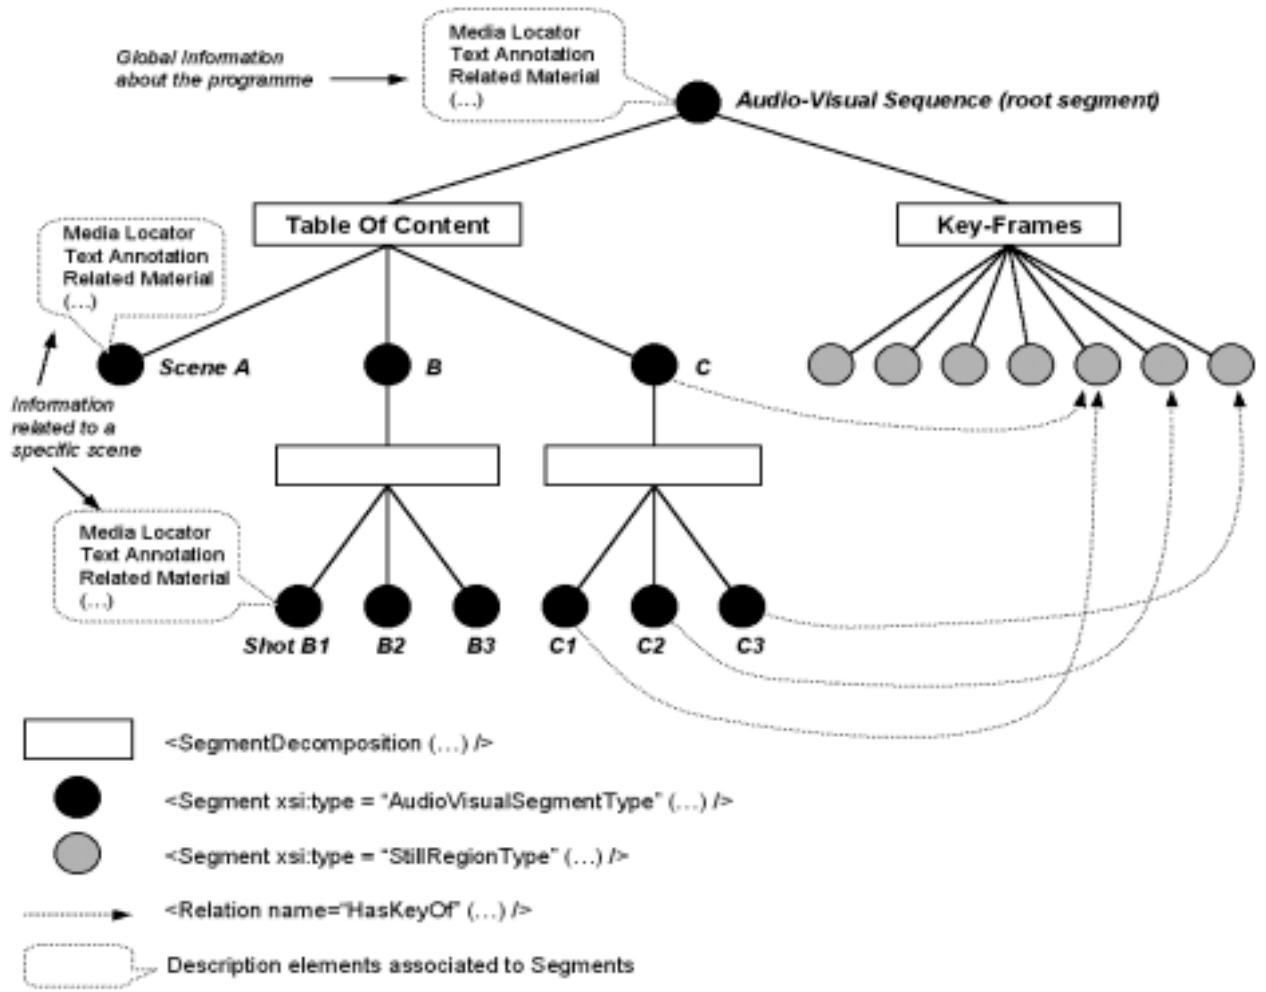 Media Locator
Text Annotation
Related Material
(...)
Global Information
about the programme
Audio-Visual Sequence (root segment)
Table Of Content
Key-Frames
Media Locator
Text Annotation
Related Material
(...)
Scene A
B
C
Information
related to a
specific scene
Media Locator
Text Annotation
Related Material
(...)
Shot B1
B2
B3
C1
C2
C3
<SegmentDecomposition (...) />
<Segment xsi:type = “AudioVisualSegmentType” (...) />
<Segment xsi:type = “StillRegionType” (...) />
<Relation name=“HasKeyOf” (...) />
Description elements associated to Segments